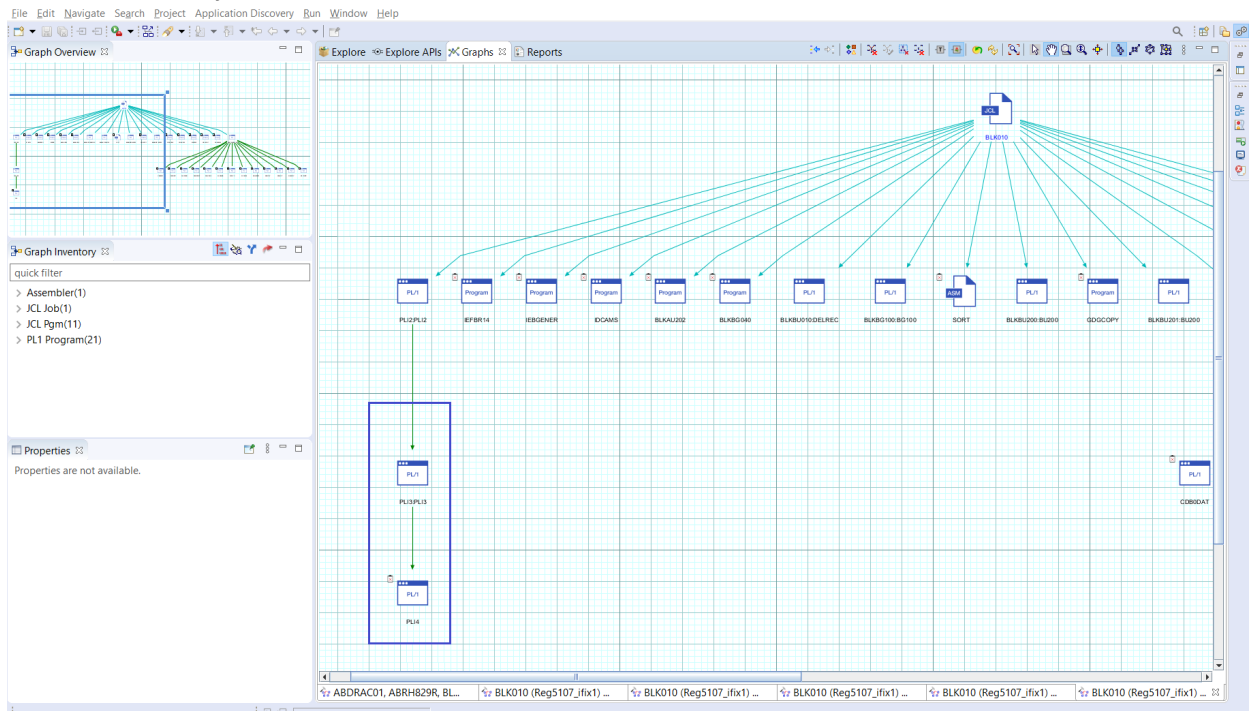 File Edit Navigate Search Project Application Discovery Run Window Help
Graph Overview
Explore Explore APIs Graphs Reports
JCL
BLK010
Graph Inventory
quick filter
Assembler(1)
JCL Job(1)
JCL Pgm(11)
PL1 Program(21)
PL/1 Program Program Program Program Program PL/1 PL/1 ASM PL/1 Program PL/1
PLI2:PLI2 IEFBR14 IEBGENER IDCAMS BLKAU202 BLKBG040 BLKBU010:DELREC BLKBG100:BG100 SORT BLKBU200:BU200 GDGCOPY BLKBU201:BU200
Properties
Properties are not available.
PL/1 PL/1
PLI3:PLI3 CDB0DAT
PL/1
PLI4
ABDRAC01, ABRH829R, BL... BLK010 (Reg5107_ifix1) ... BLK010 (Reg5107_ifix1) ... BLK010 (Reg5107_ifix1) ... BLK010 (Reg5107_ifix1) ... BLK010 (Reg5107_ifix1) ...